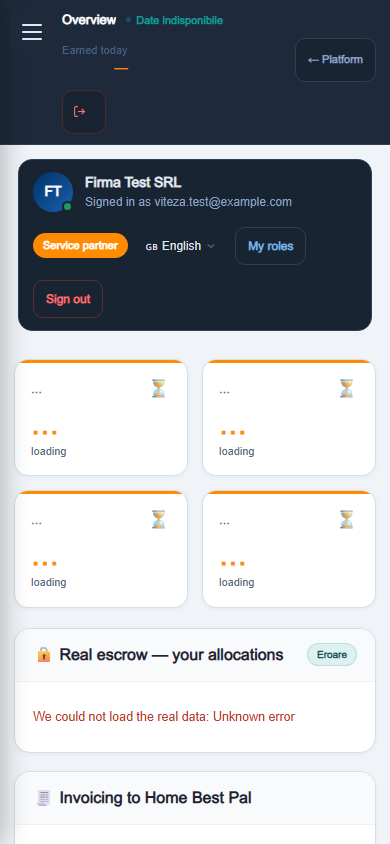 Overview • Date indisponibile
Earned today
—
← Platform
FT
Firma Test SRL
Signed in as viteza.test@example.com
Service partner
GB English
My roles
Sign out
...
...
loading
...
...
loading
...
...
loading
...
...
loading
Real escrow — your allocations
Eroare
We could not load the real data: Unknown error
Invoicing to Home Best Pal